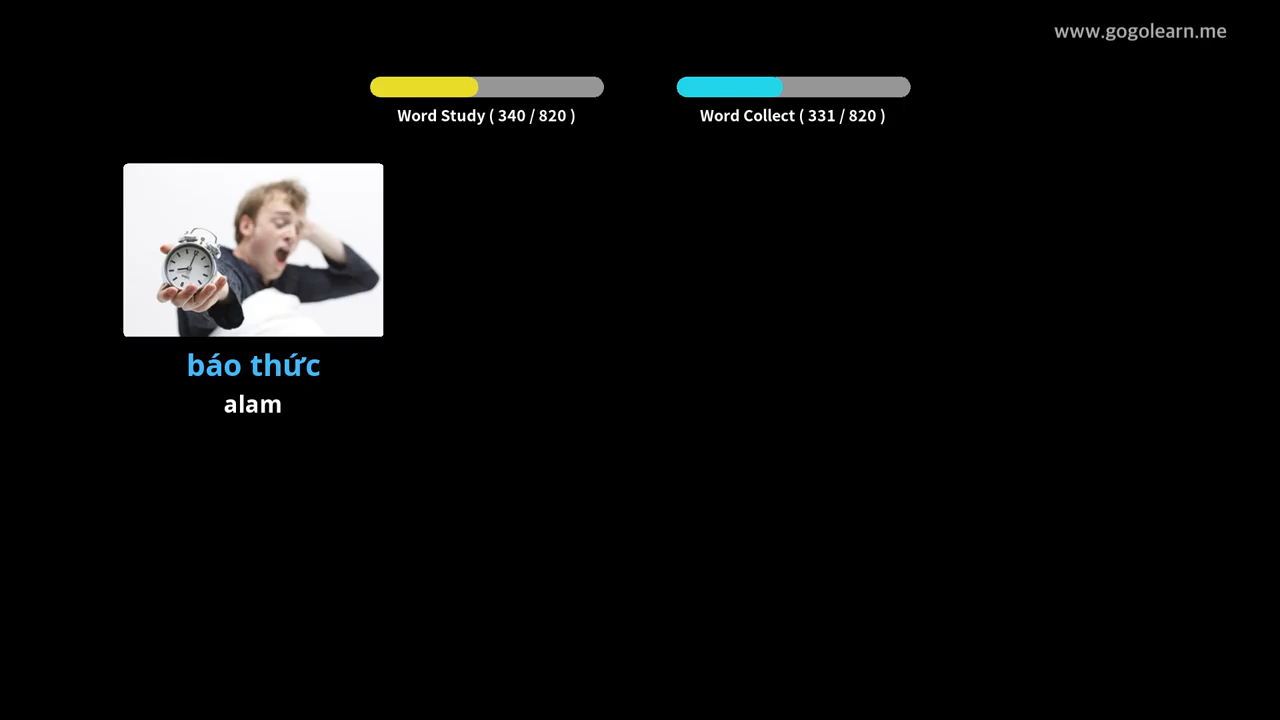 www.gogolearn.me
Word Study ( 340 / 820 )
Word Collect ( 331 / 820 )
báo thức
alam